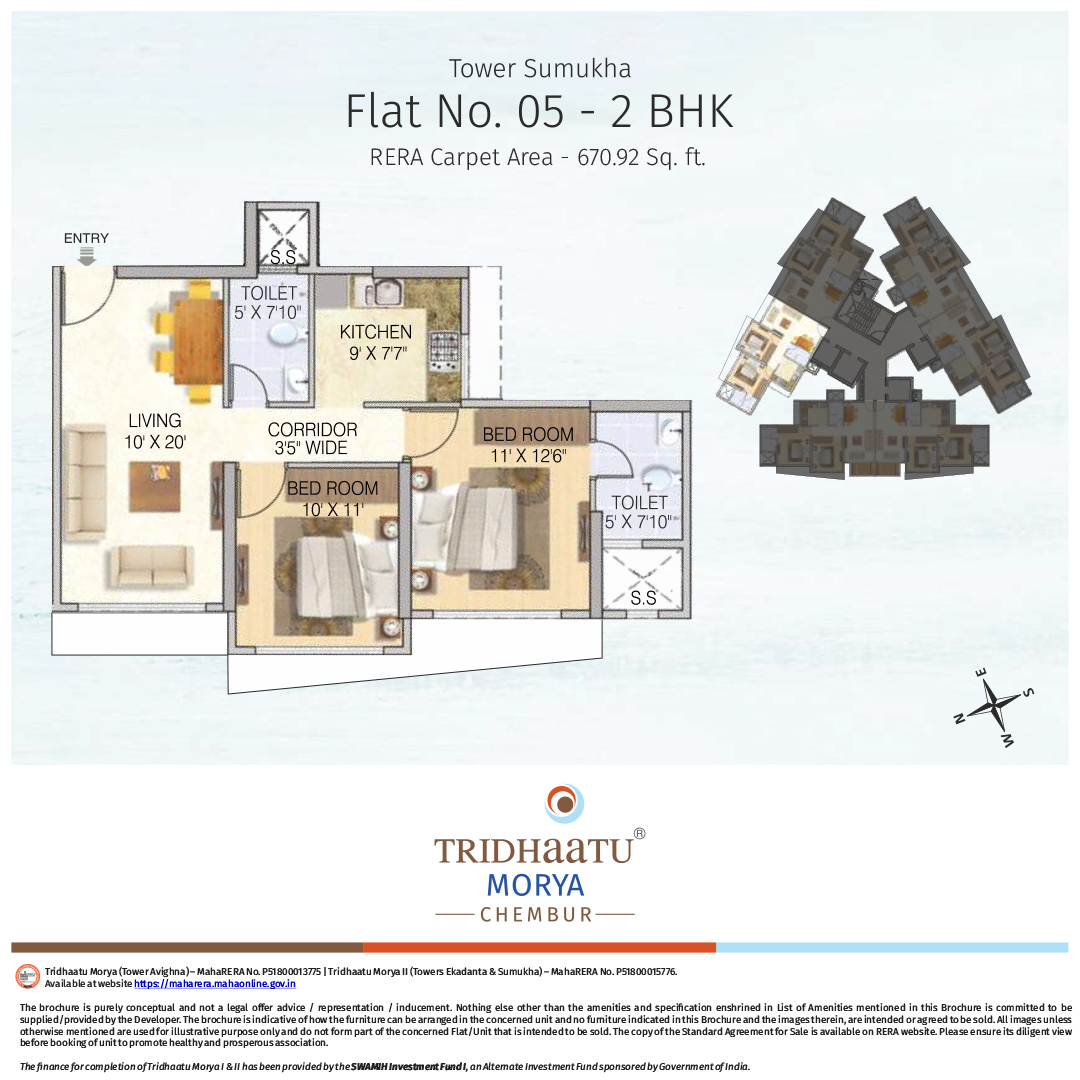 Tower Sumukha
Flat No. 05 - 2 BHK
RERA Carpet Area - 670.92 Sq. ft.
ENTRY
S.S
TOILET
5' X 7'10"
KITCHEN
9' X 7'7"
LIVING
10' X 20'
CORRIDOR
3'5" WIDE
BED ROOM
11' X 12'6"
BED ROOM
10' X 11'
TOILET
5' X 7'10"
S.S
E
S
N
W
TRIDHaaTU®
MORYA
CHEMBUR
Tridhaatu Morya (Tower Avighna) – MahaRERA No. P51800013775 | Tridhaatu Morya II (Towers Ekadanta & Sumukha) – MahaRERA No. P51800015776.
Available at website https://maharera.mahaonline.gov.in
The brochure is purely conceptual and not a legal offer advice / representation / inducement. Nothing else other than the amenities and specification enshrined in List of Amenities mentioned in this Brochure is committed to be
supplied/provided by the Developer. The brochure is indicative of how the furniture can be arranged in the concerned unit and no furniture indicated in this Brochure and the images therein, are intended or agreed to be sold. All images unless
otherwise mentioned are used for illustrative purpose only and do not form part of the concerned Flat/Unit that is intended to be sold. The copy of the Standard Agreement for Sale is available on RERA website. Please ensure its diligent view
before booking of unit to promote healthy and prosperous association.
The finance for completion of Tridhaatu Morya I & II has been provided by the SWAMIH Investment Fund I, an Alternate Investment Fund sponsored by Government of India.